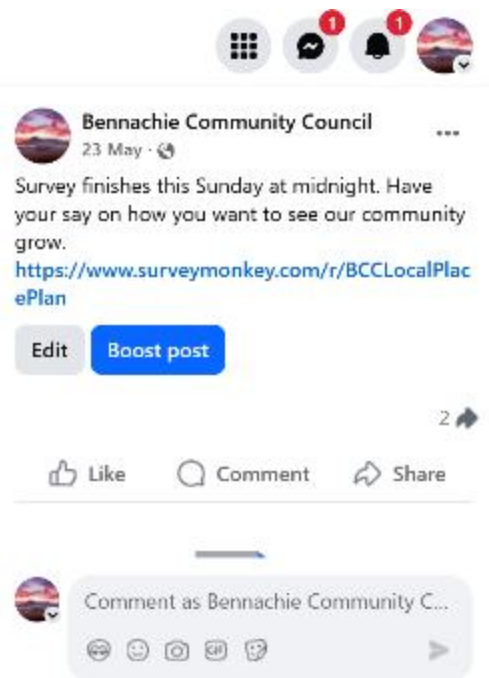 1 1
Bennachie Community Council
23 May ·
Survey finishes this Sunday at midnight. Have
your say on how you want to see our community
grow.
https://www.surveymonkey.com/r/BCCLocalPlac
ePlan
Edit Boost post
2
Like Comment Share
Comment as Bennachie Community C...
GIF